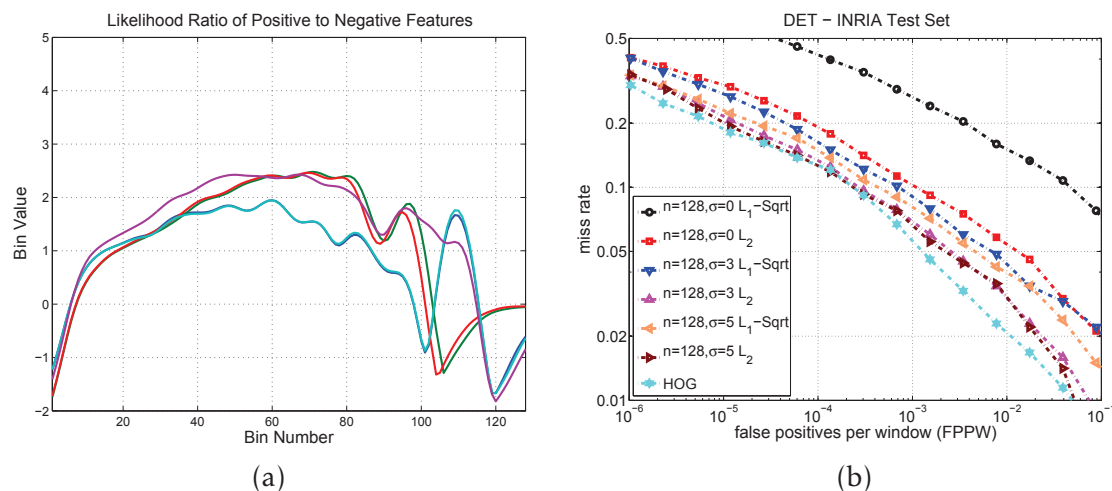 Likelihood Ratio of Positive to Negative Features
5
4
3
2
1
0
−1
−2
Bin Value
20 40 60 80 100 120
Bin Number
(a)
DET − INRIA Test Set
0.5
0.2
0.1
0.05
0.02
0.01
miss rate
n=128,σ=0 L₁−Sqrt
n=128,σ=0 L₂
n=128,σ=3 L₁−Sqrt
n=128,σ=3 L₂
n=128,σ=5 L₁−Sqrt
n=128,σ=5 L₂
HOG
10⁻⁶ 10⁻⁵ 10⁻⁴ 10⁻³ 10⁻² 10⁻¹
false positives per window (FPPW)
(b)